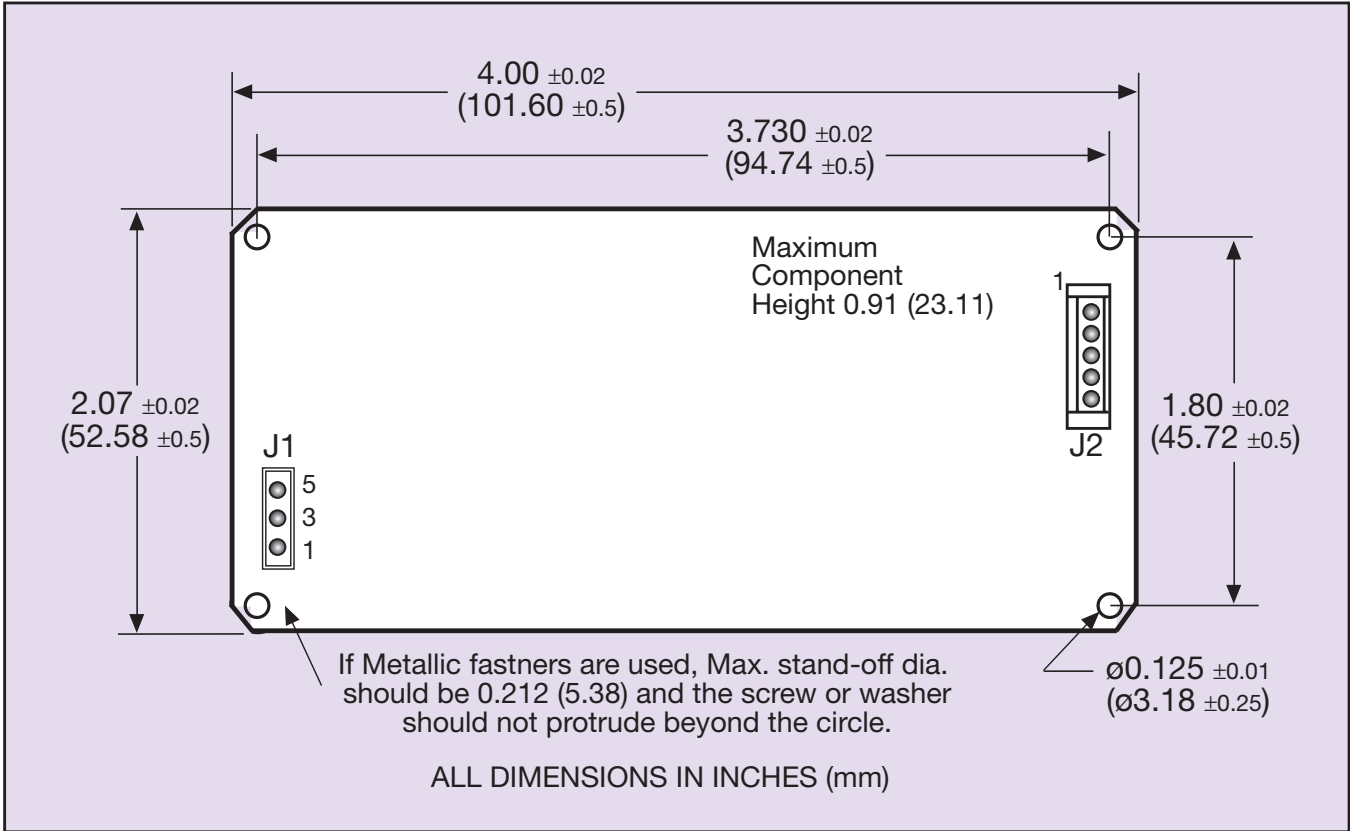 4.00 ±0.02
(101.60 ±0.5)
3.730 ±0.02
(94.74 ±0.5)
Maximum
Component
Height 0.91 (23.11)
1
2.07 ±0.02
(52.58 ±0.5)
1.80 ±0.02
(45.72 ±0.5)
J2
J1
5
3
1
If Metallic fastners are used, Max. stand-off dia.
should be 0.212 (5.38) and the screw or washer
should not protrude beyond the circle.
ø0.125 ±0.01
(ø3.18 ±0.25)
ALL DIMENSIONS IN INCHES (mm)